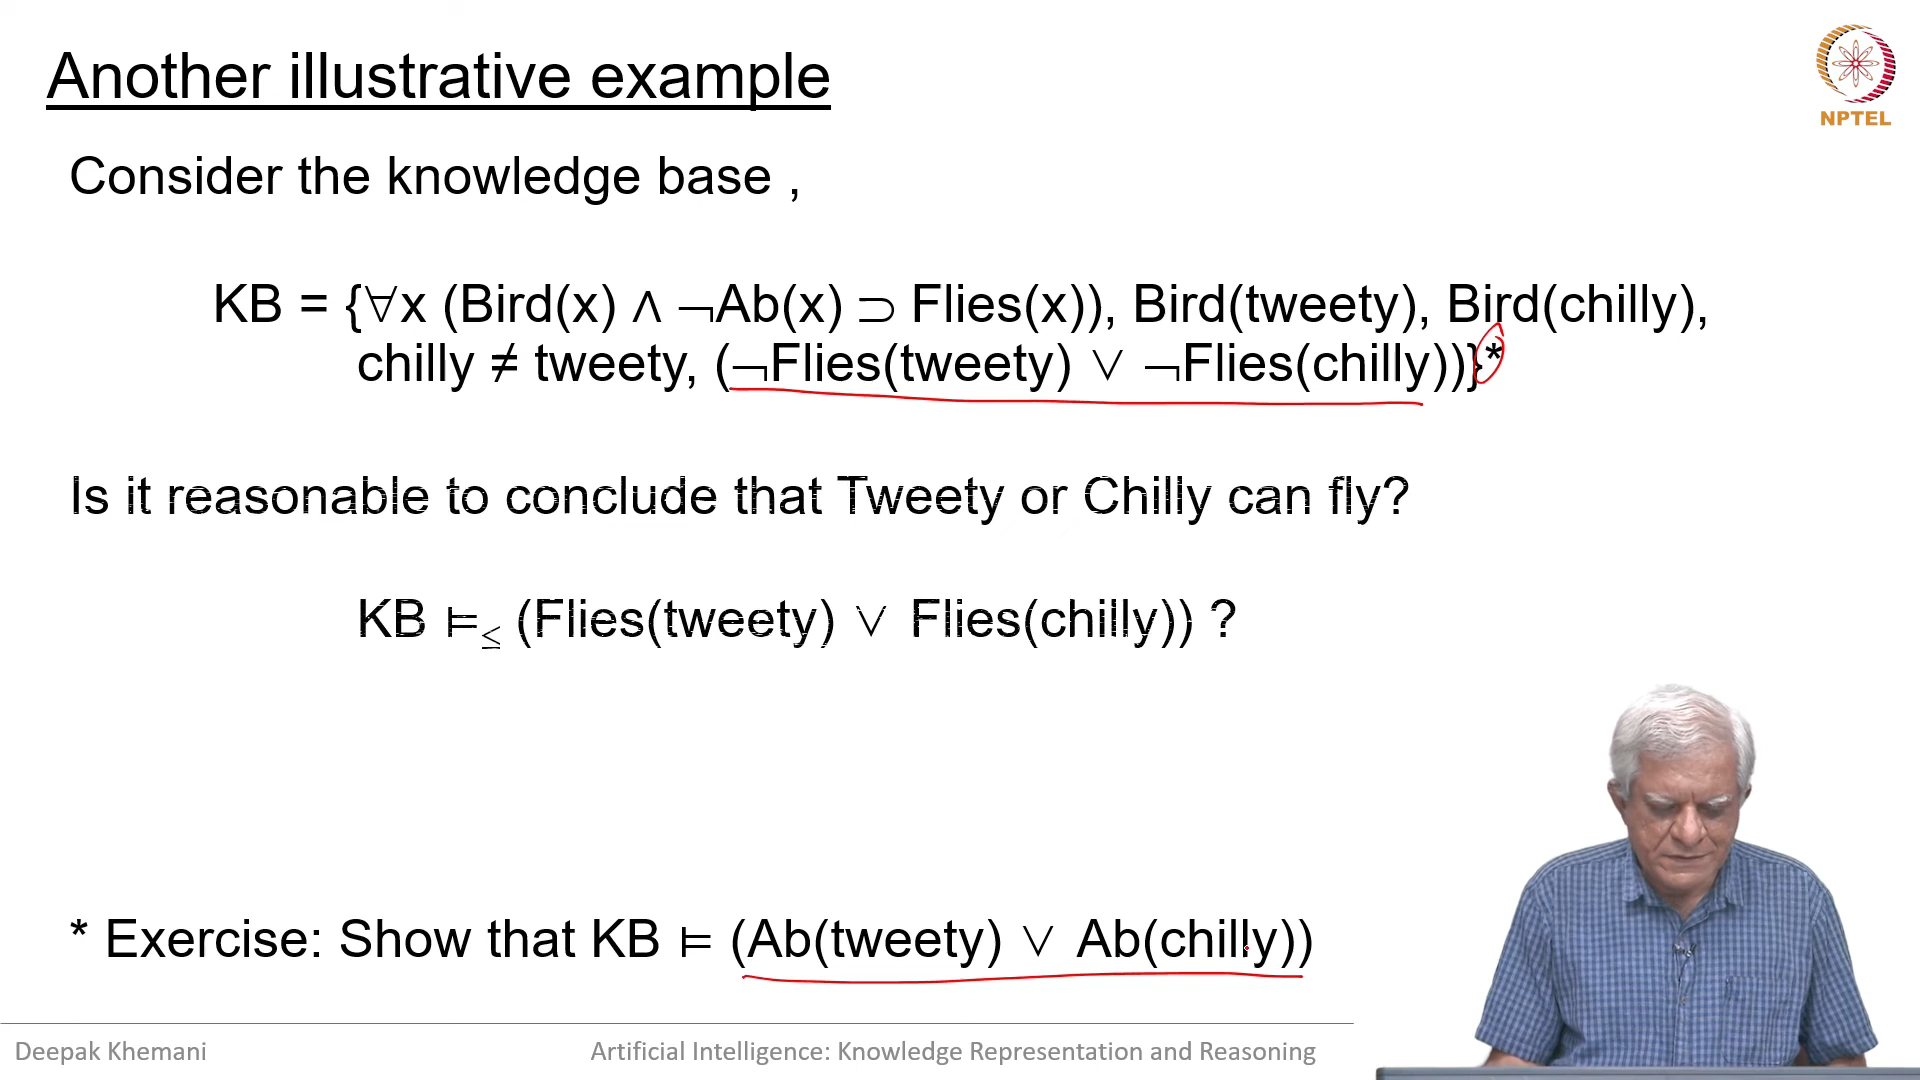 Another illustrative example
NPTEL
Consider the knowledge base ,
KB = {∀x (Bird(x) ∧ ¬Ab(x) ⊃ Flies(x)), Bird(tweety), Bird(chilly),
chilly ≠ tweety, (¬Flies(tweety) ∨ ¬Flies(chilly))}*
Is it reasonable to conclude that Tweety or Chilly can fly?
KB ⊨≤ (Flies(tweety) ∨ Flies(chilly)) ?
* Exercise: Show that KB ⊨ (Ab(tweety) ∨ Ab(chilly))
Deepak Khemani
Artificial Intelligence: Knowledge Representation and Reasoning